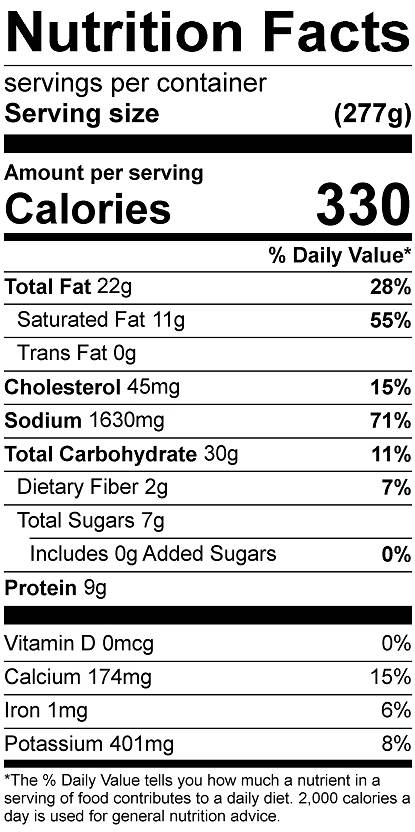 Nutrition Facts
servings per container
Serving size (277g)
Amount per serving
Calories 330
% Daily Value*
Total Fat 22g 28%
Saturated Fat 11g 55%
Trans Fat 0g
Cholesterol 45mg 15%
Sodium 1630mg 71%
Total Carbohydrate 30g 11%
Dietary Fiber 2g 7%
Total Sugars 7g
Includes 0g Added Sugars 0%
Protein 9g
Vitamin D 0mcg 0%
Calcium 174mg 15%
Iron 1mg 6%
Potassium 401mg 8%
*The % Daily Value tells you how much a nutrient in a
serving of food contributes to a daily diet. 2,000 calories a
day is used for general nutrition advice.